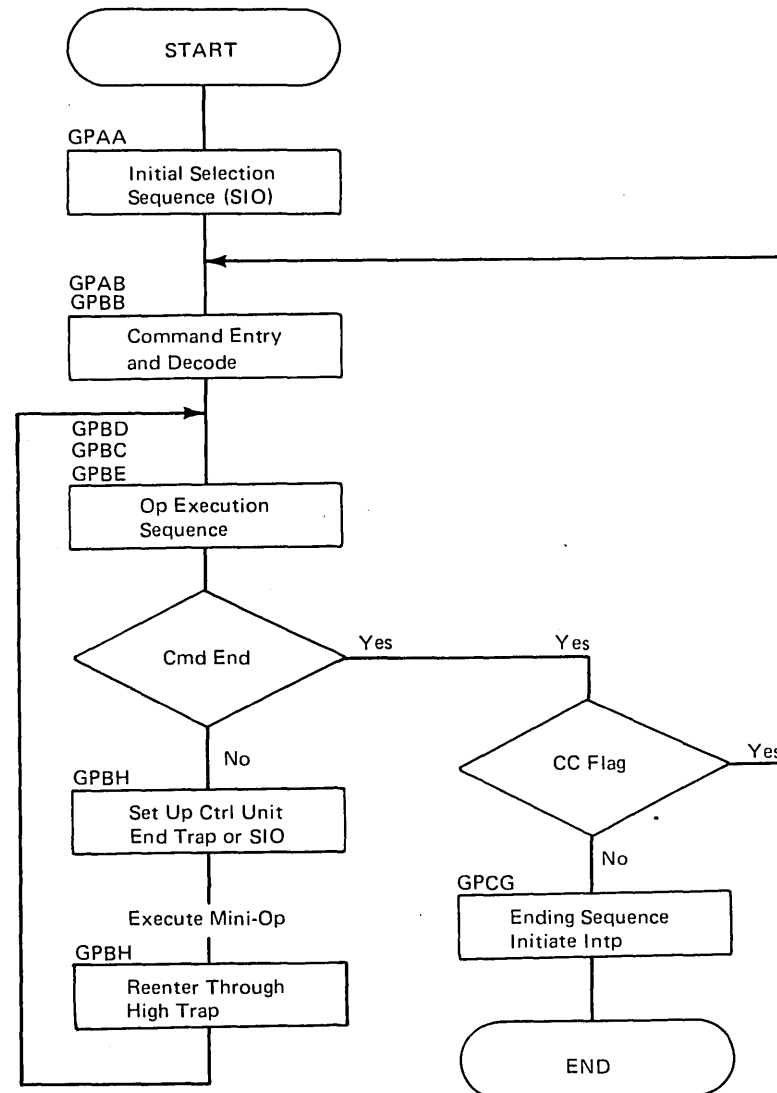 START
GPAA
Initial Selection
Sequence (SIO)
GPAB
GPBB
Command Entry
and Decode
GPBD
GPBC
GPBE
Op Execution
Sequence
Cmd End
Yes
Yes
No
CC Flag
Yes
GPBH
Set Up Ctrl Unit
End Trap or SIO
No
Execute Mini-Op
GPCG
Ending Sequence
Initiate Intp
GPBH
Reenter Through
High Trap
END